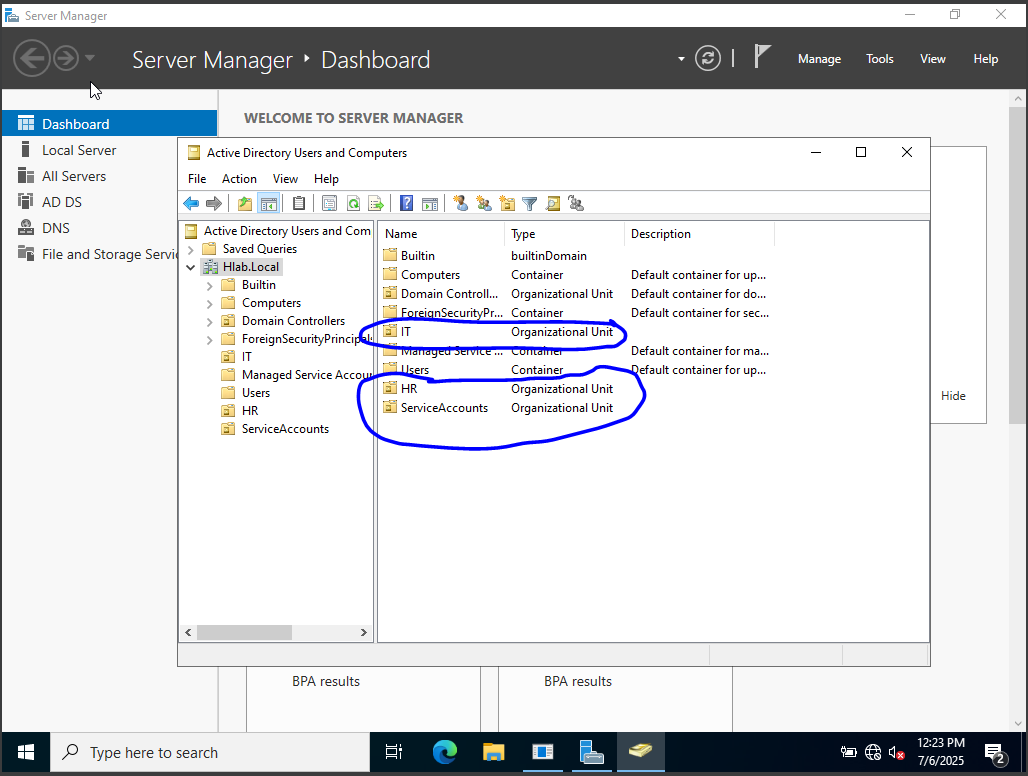 Server Manager
Server Manager Dashboard
Manage Tools View Help
Dashboard
Local Server
All Servers
AD DS
DNS
File and Storage Servic
WELCOME TO SERVER MANAGER
Active Directory Users and Computers
File Action View Help
Active Directory Users and Com
Saved Queries
Hlab.Local
Builtin
Computers
Domain Controllers
ForeignSecurityPrincipals
IT
Managed Service Accou
Users
HR
ServiceAccounts
Name Type Description
Builtin builtinDomain
Computers Container Default container for up...
Domain Controll... Organizational Unit Default container for do...
ForeignSecurityPr... Container Default container for sec...
IT Organizational Unit
Managed Service ... Container Default container for ma...
Users Container Default container for up...
HR Organizational Unit
ServiceAccounts Organizational Unit
Hide
BPA results BPA results
Type here to search
12:23 PM
7/6/2025
2